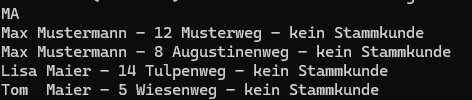 MA
Max Mustermann - 12 Musterweg - kein Stammkunde
Max Mustermann - 8 Augustinenweg - kein Stammkunde
Lisa Maier - 14 Tulpenweg - kein Stammkunde
Tom  Maier - 5 Wiesenweg - kein Stammkunde